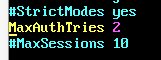 #StrictModes yes
MaxAuthTries 2
#MaxSessions 10